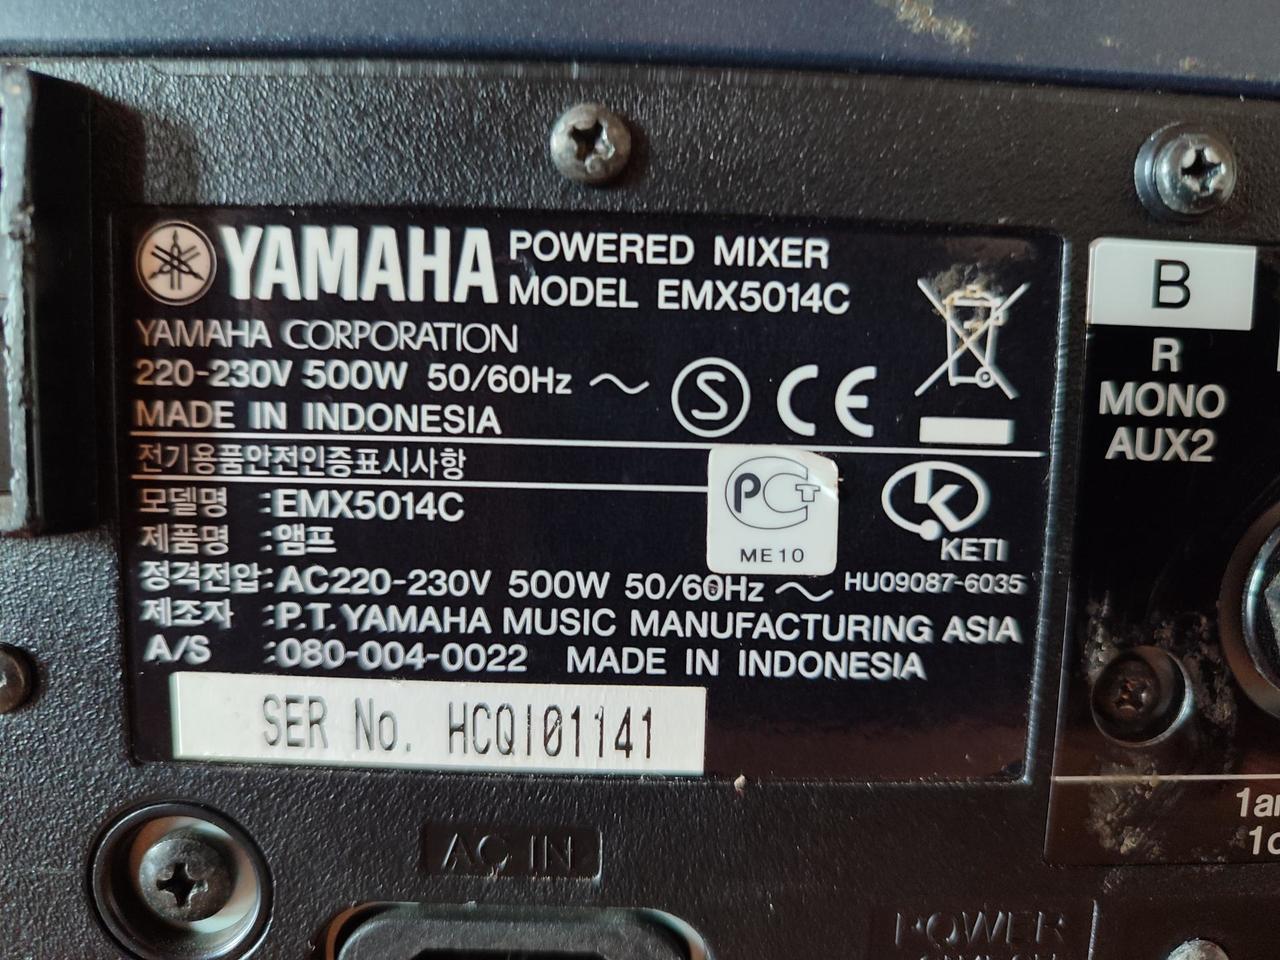 YAMAHA POWERED MIXER
MODEL EMX5014C
YAMAHA CORPORATION
220-230V 500W 50/60Hz ～
MADE IN INDONESIA
S CE
전기용품안전인증표시사항
모델명 :EMX5014C
제품명 :앰프
정격전압:AC220-230V 500W 50/60Hz ～
제조자 :P.T. YAMAHA MUSIC MANUFACTURING ASIA
A/S :080-004-0022 MADE IN INDONESIA
PCT
ME10
K
KETI
HU09087-6035
SER No. HCQI01141
AC IN
B
R
MONO
AUX2
POWER